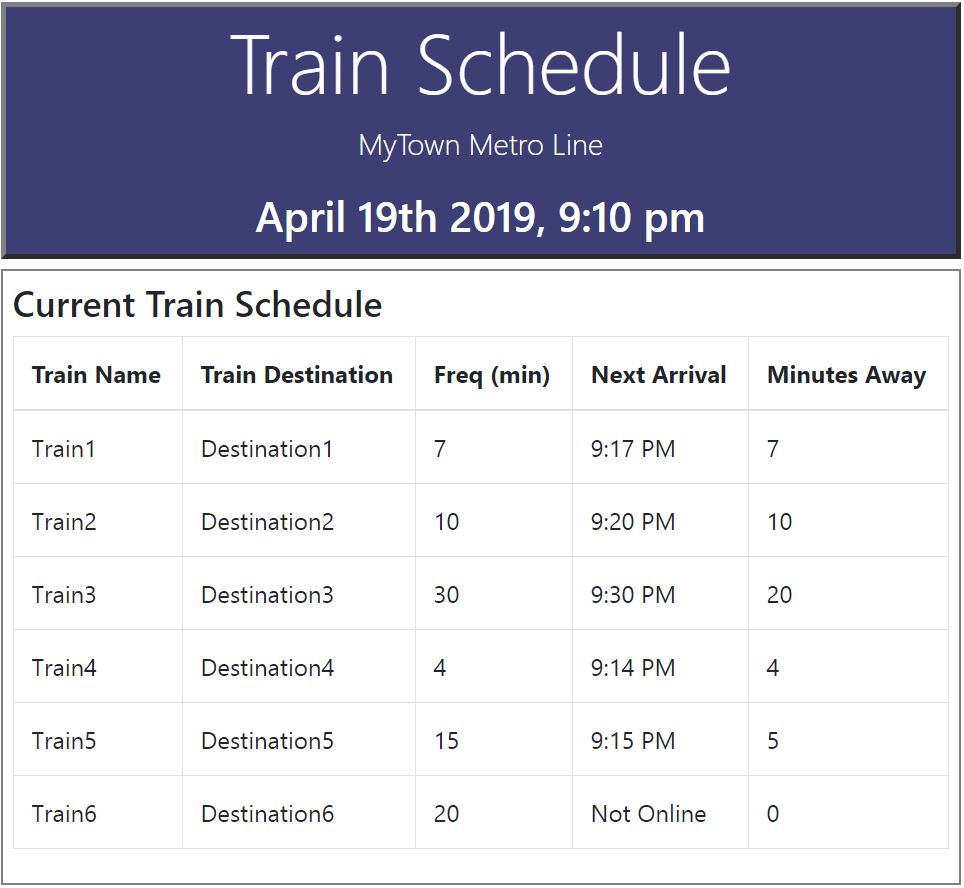 Train Schedule
MyTown Metro Line
April 19th 2019, 9:10 pm
Current Train Schedule
Train Name Train Destination Freq (min) Next Arrival Minutes Away
Train1 Destination1 7 9:17 PM 7
Train2 Destination2 10 9:20 PM 10
Train3 Destination3 30 9:30 PM 20
Train4 Destination4 4 9:14 PM 4
Train5 Destination5 15 9:15 PM 5
Train6 Destination6 20 Not Online 0